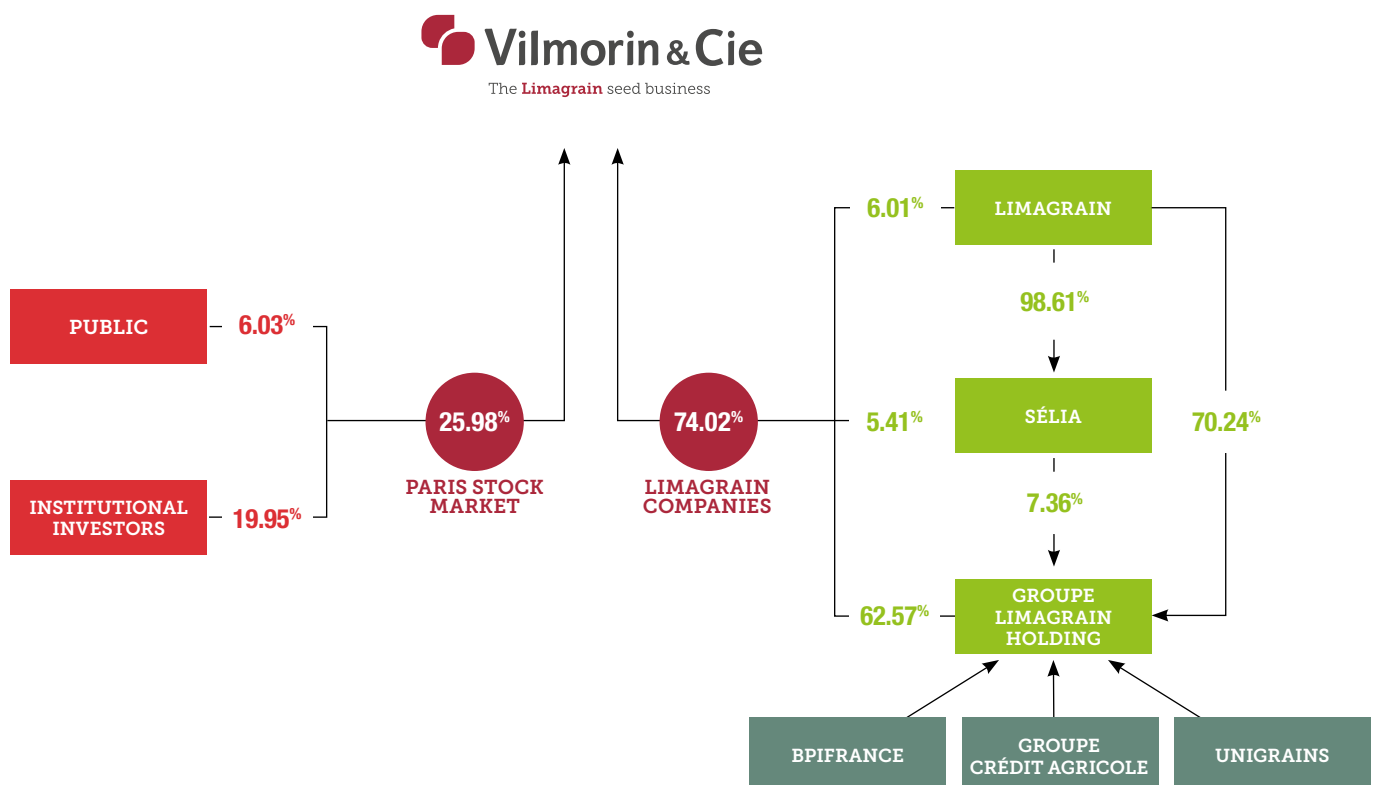 Vilmorin & Cie
The Limagrain seed business
6.01%
LIMAGRAIN
98.61%
PUBLIC
6.03%
25.98%
74.02%
5.41%
SÉLIA
70.24%
PARIS STOCK
MARKET
LIMAGRAIN
COMPANIES
INSTITUTIONAL
INVESTORS
19.95%
7.36%
62.57%
GROUPE
LIMAGRAIN
HOLDING
BPIFRANCE
GROUPE
CRÉDIT AGRICOLE
UNIGRAINS